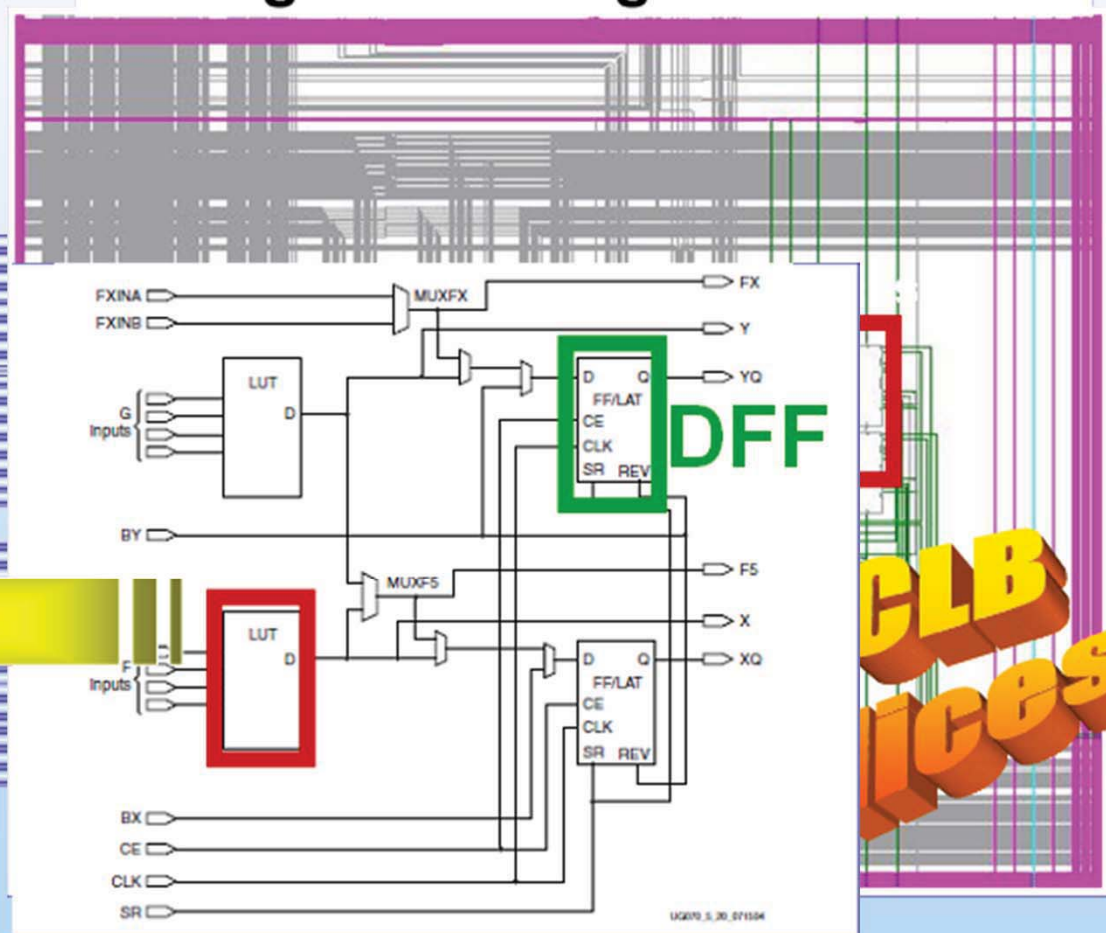 FXINA
MUXFX
FX
FXINB
Y
LUT
D
G
Inputs
D Q
YQ
FF/LAT
CE
CLK
SR REV
DFF
BY
MUXF5
F5
LUT
X
D
F
Inputs
D Q
XQ
FF/LAT
CE
CLK
SR REV
CLB
BX
CE
CLK
SR
UG070_5_20_071504